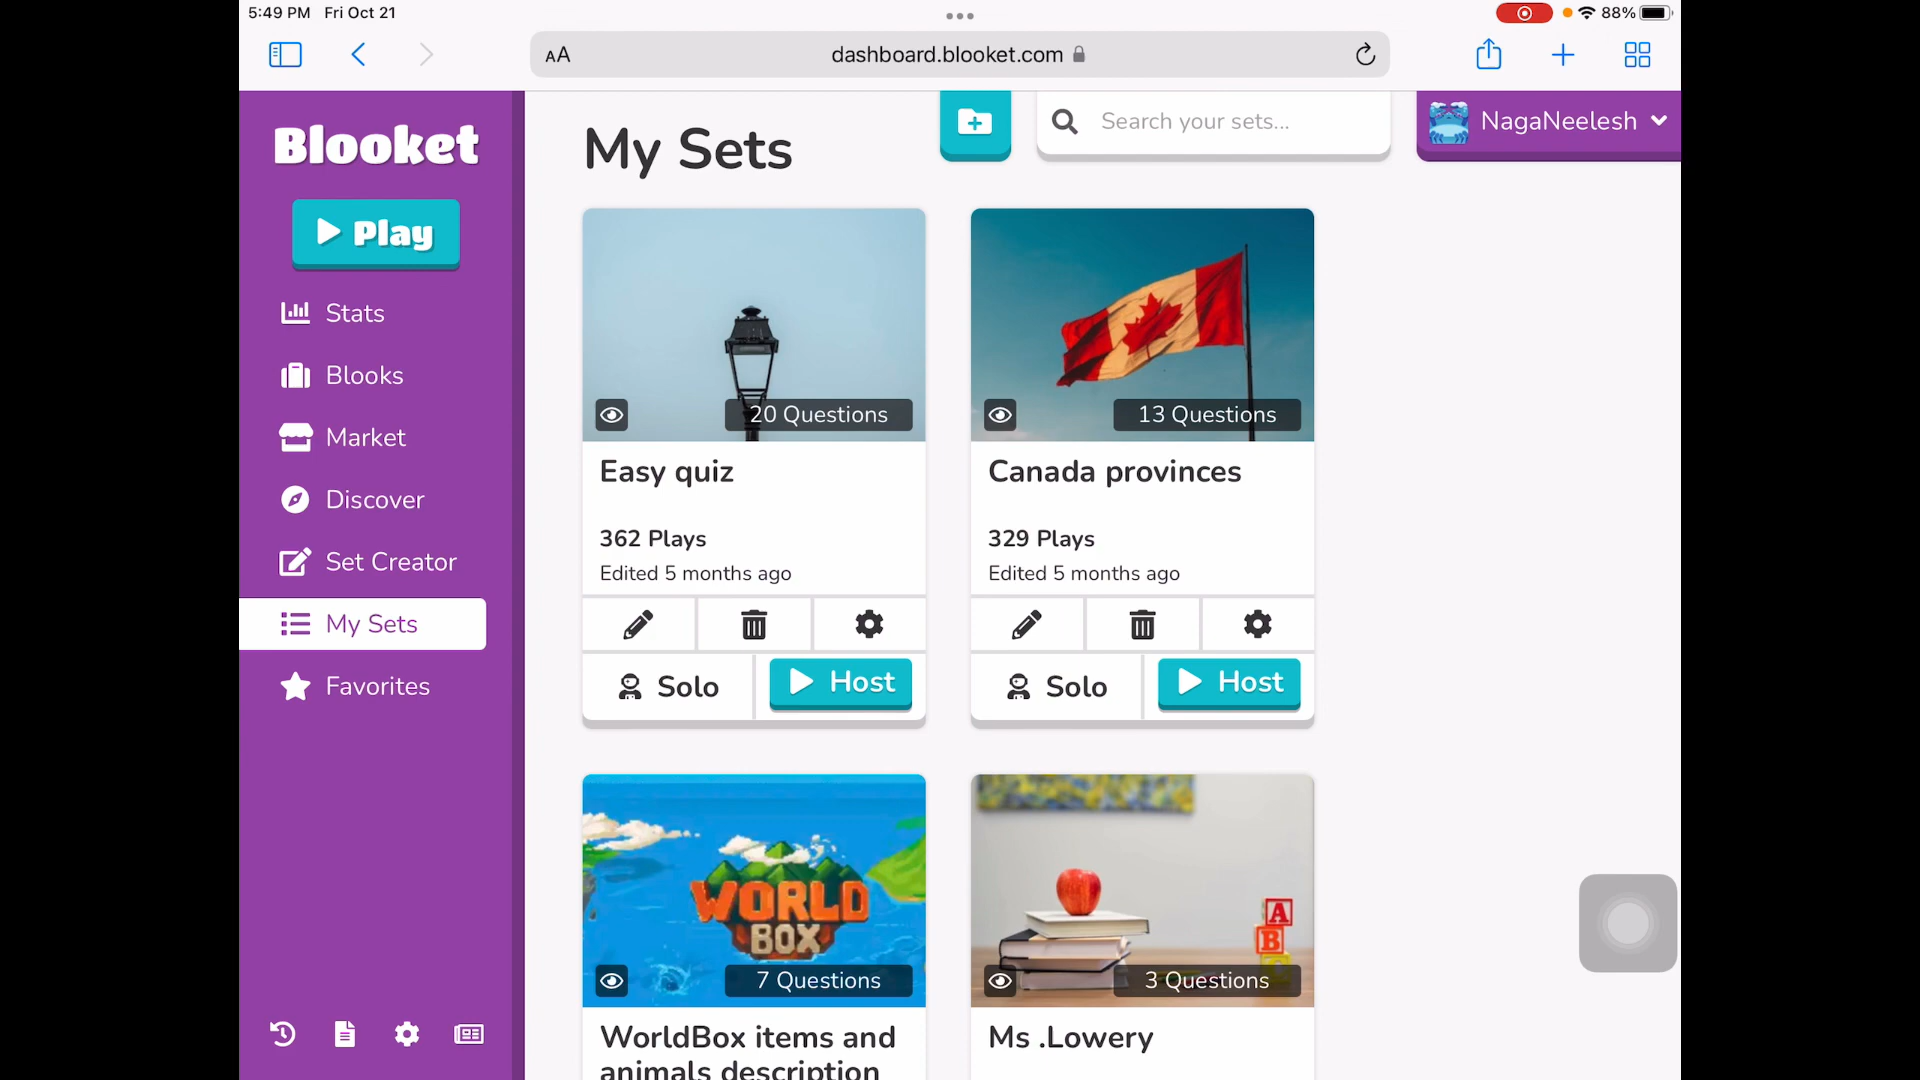 5:49 PM Fri Oct 21
88%
AA
dashboard.blooket.com
Blooket
Play
Stats
Blooks
Market
Discover
Set Creator
My Sets
Favorites
My Sets
Search your sets...
NagaNeelesh
20 Questions
Easy quiz
362 Plays
Edited 5 months ago
Solo
Host
13 Questions
Canada provinces
329 Plays
Edited 5 months ago
Solo
Host
WORLD
BOX
7 Questions
WorldBox items and
animals description
A
B
3 Questions
Ms .Lowery